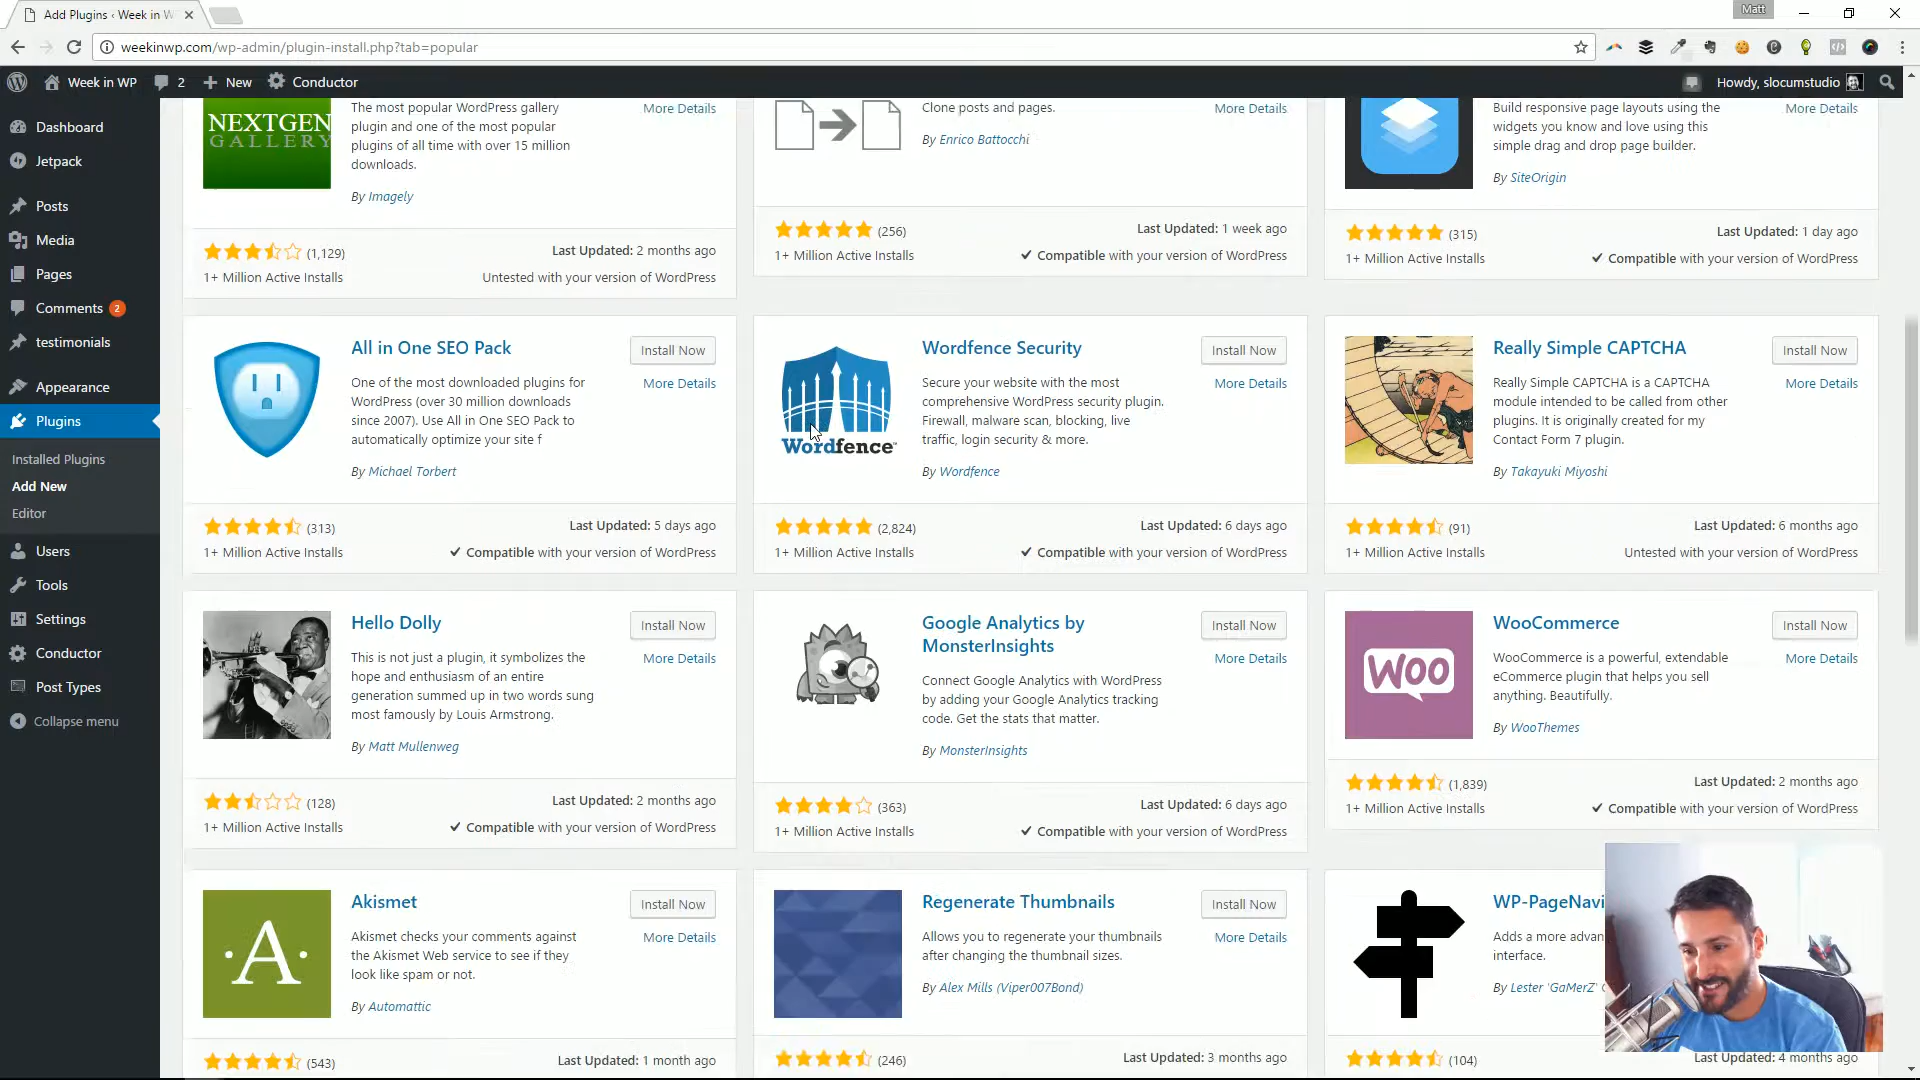 Add Plugins ‹ Week in W
Matt
weekinwp.com/wp-admin/plugin-install.php?tab=popular
Week in WP
2
New
Conductor
Howdy, slocumstudio
Dashboard
Jetpack
Posts
Media
Pages
Comments 2
testimonials
Appearance
Plugins
Installed Plugins
Add New
Editor
Users
Tools
Settings
Conductor
Post Types
Collapse menu
NEXTGEN
GALLERY
The most popular WordPress gallery
plugin and one of the most popular
plugins of all time with over 15 million
downloads.
By Imagely
More Details
(1,129)
Last Updated: 2 months ago
1+ Million Active Installs
Untested with your version of WordPress
Clone posts and pages.
By Enrico Battocchi
More Details
(256)
Last Updated: 1 week ago
1+ Million Active Installs
Compatible with your version of WordPress
Build responsive page layouts using the
widgets you know and love using this
simple drag and drop page builder.
By SiteOrigin
More Details
(315)
Last Updated: 1 day ago
1+ Million Active Installs
Compatible with your version of WordPress
All in One SEO Pack
Install Now
More Details
One of the most downloaded plugins for
WordPress (over 30 million downloads
since 2007). Use All in One SEO Pack to
automatically optimize your site f
By Michael Torbert
(313)
Last Updated: 5 days ago
1+ Million Active Installs
Compatible with your version of WordPress
Wordfence
Wordfence Security
Install Now
More Details
Secure your website with the most
comprehensive WordPress security plugin.
Firewall, malware scan, blocking, live
traffic, login security & more.
By Wordfence
(2,824)
Last Updated: 6 days ago
1+ Million Active Installs
Compatible with your version of WordPress
Really Simple CAPTCHA
Install Now
More Details
Really Simple CAPTCHA is a CAPTCHA
module intended to be called from other
plugins. It is originally created for my
Contact Form 7 plugin.
By Takayuki Miyoshi
(91)
Last Updated: 6 months ago
1+ Million Active Installs
Untested with your version of WordPress
Hello Dolly
Install Now
More Details
This is not just a plugin, it symbolizes the
hope and enthusiasm of an entire
generation summed up in two words sung
most famously by Louis Armstrong.
By Matt Mullenweg
(128)
Last Updated: 2 months ago
1+ Million Active Installs
Compatible with your version of WordPress
Google Analytics by
MonsterInsights
Install Now
More Details
Connect Google Analytics with WordPress
by adding your Google Analytics tracking
code. Get the stats that matter.
By MonsterInsights
(363)
Last Updated: 6 days ago
1+ Million Active Installs
Compatible with your version of WordPress
WOO
WooCommerce
Install Now
More Details
WooCommerce is a powerful, extendable
eCommerce plugin that helps you sell
anything. Beautifully.
By WooThemes
(1,839)
Last Updated: 2 months ago
1+ Million Active Installs
Compatible with your version of WordPress
·A·
Akismet
Install Now
More Details
Akismet checks your comments against
the Akismet Web service to see if they
look like spam or not.
By Automattic
(543)
Last Updated: 1 month ago
Regenerate Thumbnails
Install Now
More Details
Allows you to regenerate your thumbnails
after changing the thumbnail sizes.
By Alex Mills (Viper007Bond)
(246)
Last Updated: 3 months ago
WP-PageNavi
Adds a more advan
interface.
By Lester 'GaMerZ' C
(104)
Last Updated: 4 months ago